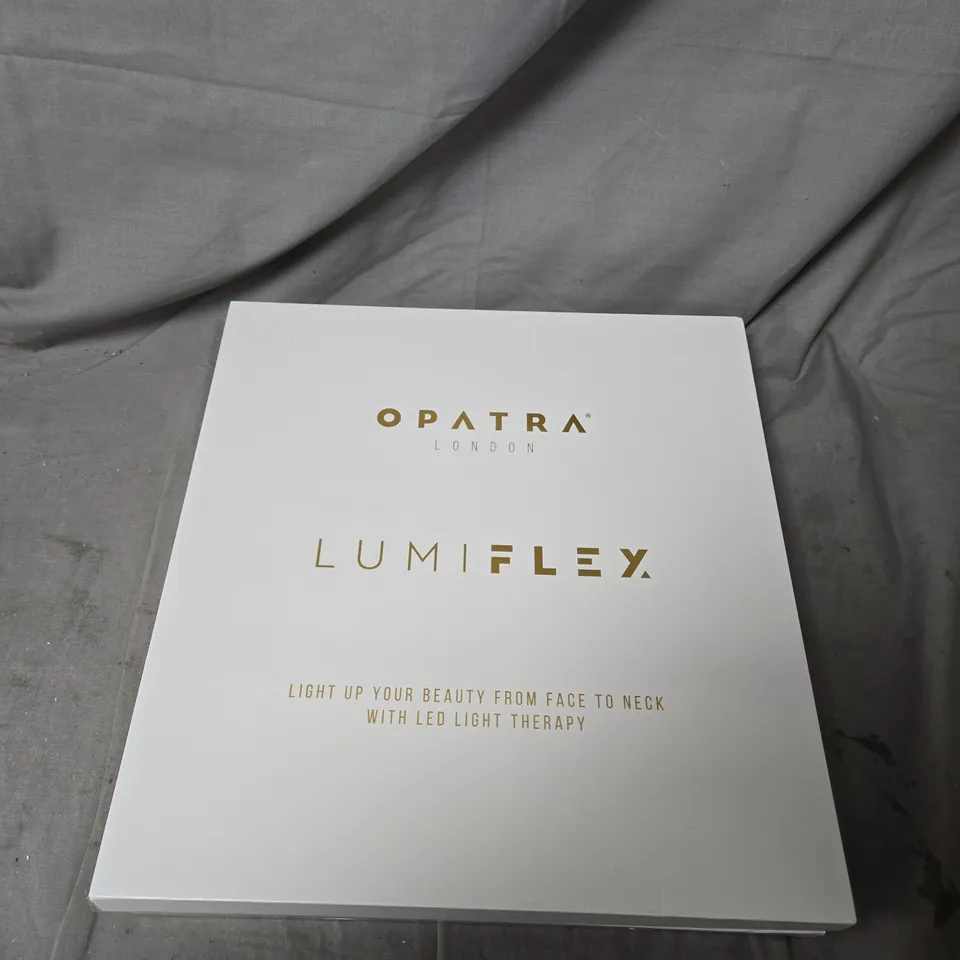 OPATRA®
LONDON
LUMIFLEX
LIGHT UP YOUR BEAUTY FROM FACE TO NECK
WITH LED LIGHT THERAPY